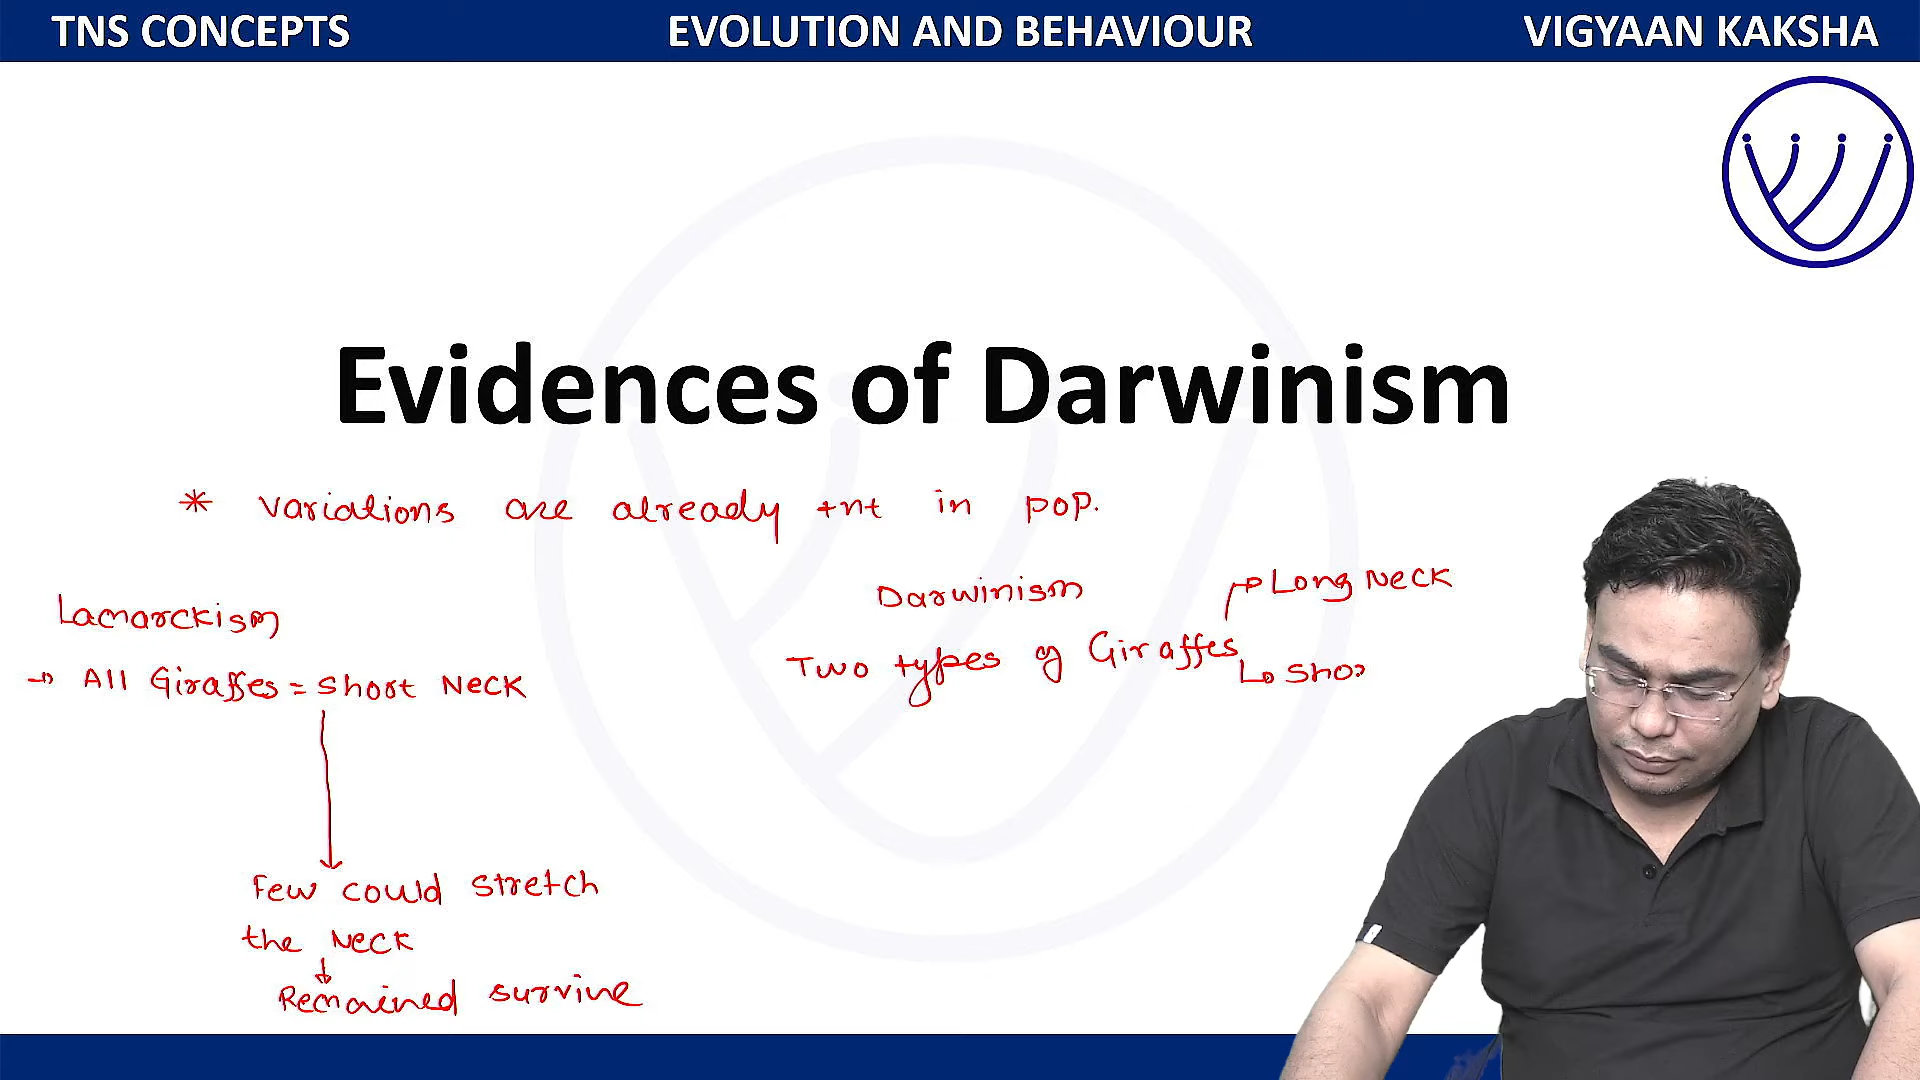 TNS CONCEPTS
EVOLUTION AND BEHAVIOUR
VIGYAAN KAKSHA
Evidences of Darwinism
* variations are already +nt in pop.
Lamarckism
→ All Giraffes = short Neck
Few could stretch
the Neck
Remained survive
Darwinism
Two types of Giraffes
Long Neck
Shor